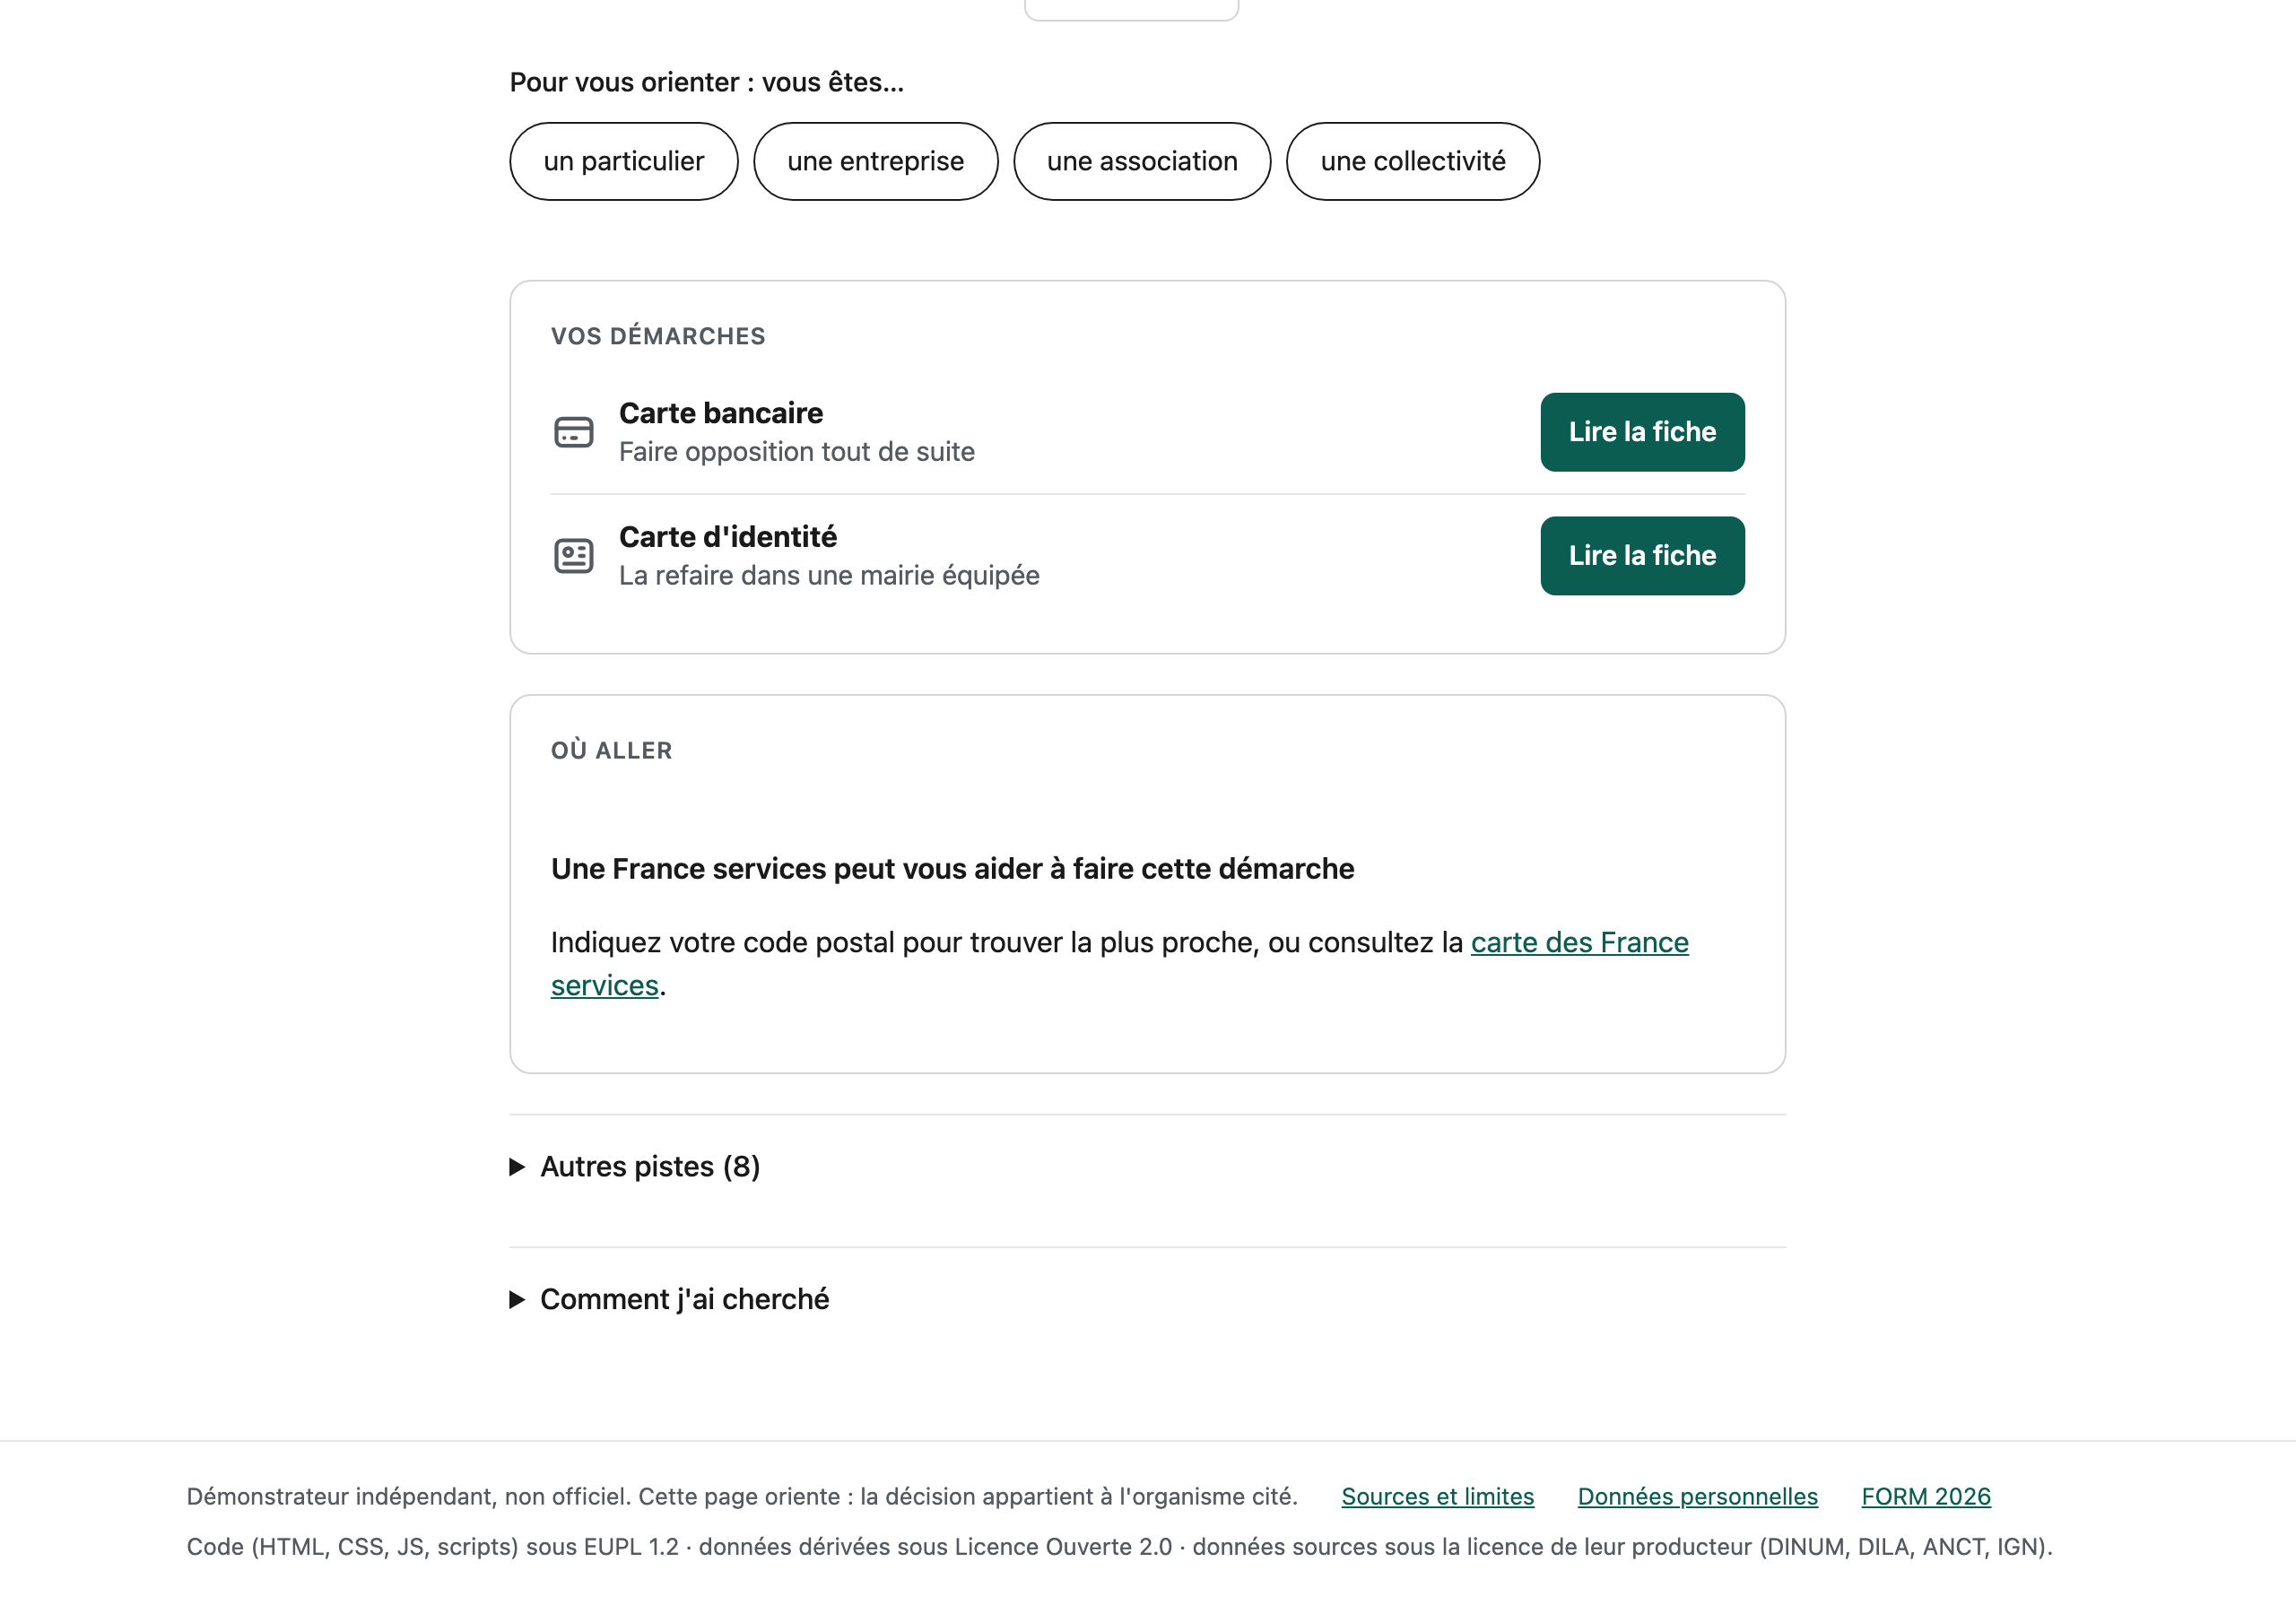 Pour vous orienter : vous êtes...
un particulier
une entreprise
une association
une collectivité
VOS DÉMARCHES
Carte bancaire
Faire opposition tout de suite
Lire la fiche
Carte d'identité
La refaire dans une mairie équipée
Lire la fiche
OÙ ALLER
Une France services peut vous aider à faire cette démarche
Indiquez votre code postal pour trouver la plus proche, ou consultez la carte des France
services.
Autres pistes (8)
Comment j'ai cherché
Démonstrateur indépendant, non officiel. Cette page oriente : la décision appartient à l'organisme cité. Sources et limites Données personnelles FORM 2026
Code (HTML, CSS, JS, scripts) sous EUPL 1.2 · données dérivées sous Licence Ouverte 2.0 · données sources sous la licence de leur producteur (DINUM, DILA, ANCT, IGN).